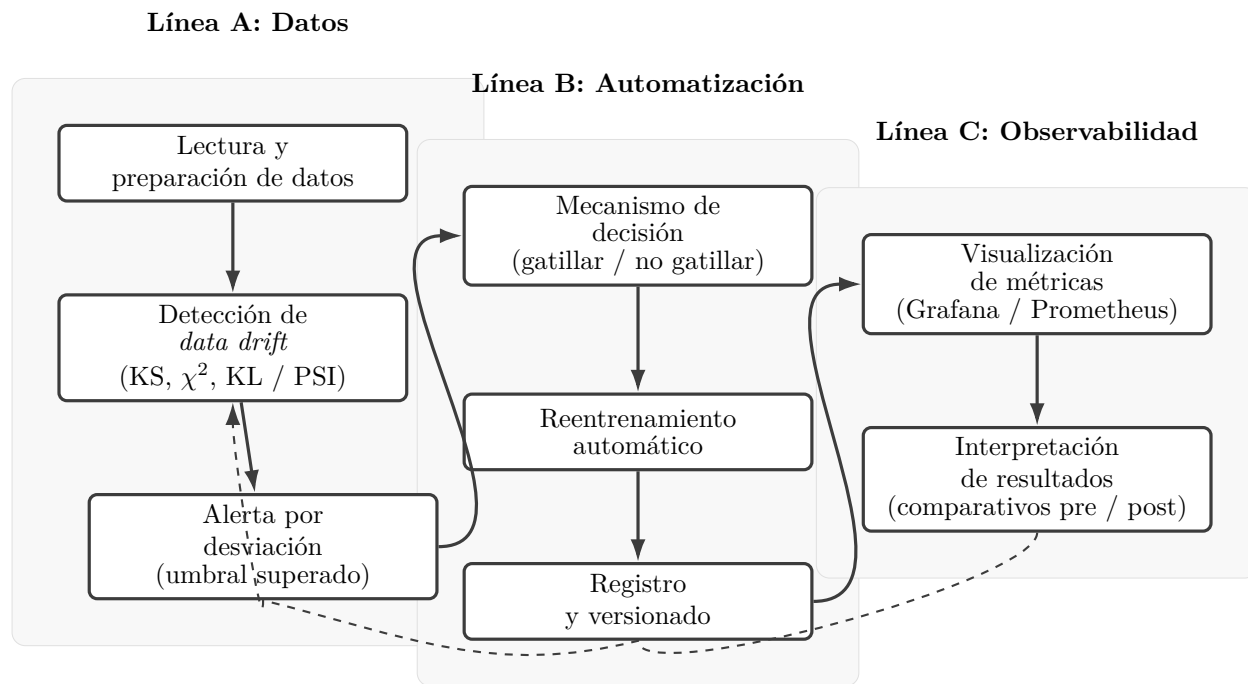 Línea A: Datos
Lectura y
preparación de datos
Detección de
data drift
(KS, χ², KL / PSI)
Alerta por
desviación
(umbral superado)
Línea B: Automatización
Mecanismo de
decisión
(gatillar / no gatillar)
Reentrenamiento
automático
Registro
y versionado
Línea C: Observabilidad
Visualización
de métricas
(Grafana / Prometheus)
Interpretación
de resultados
(comparativos pre / post)